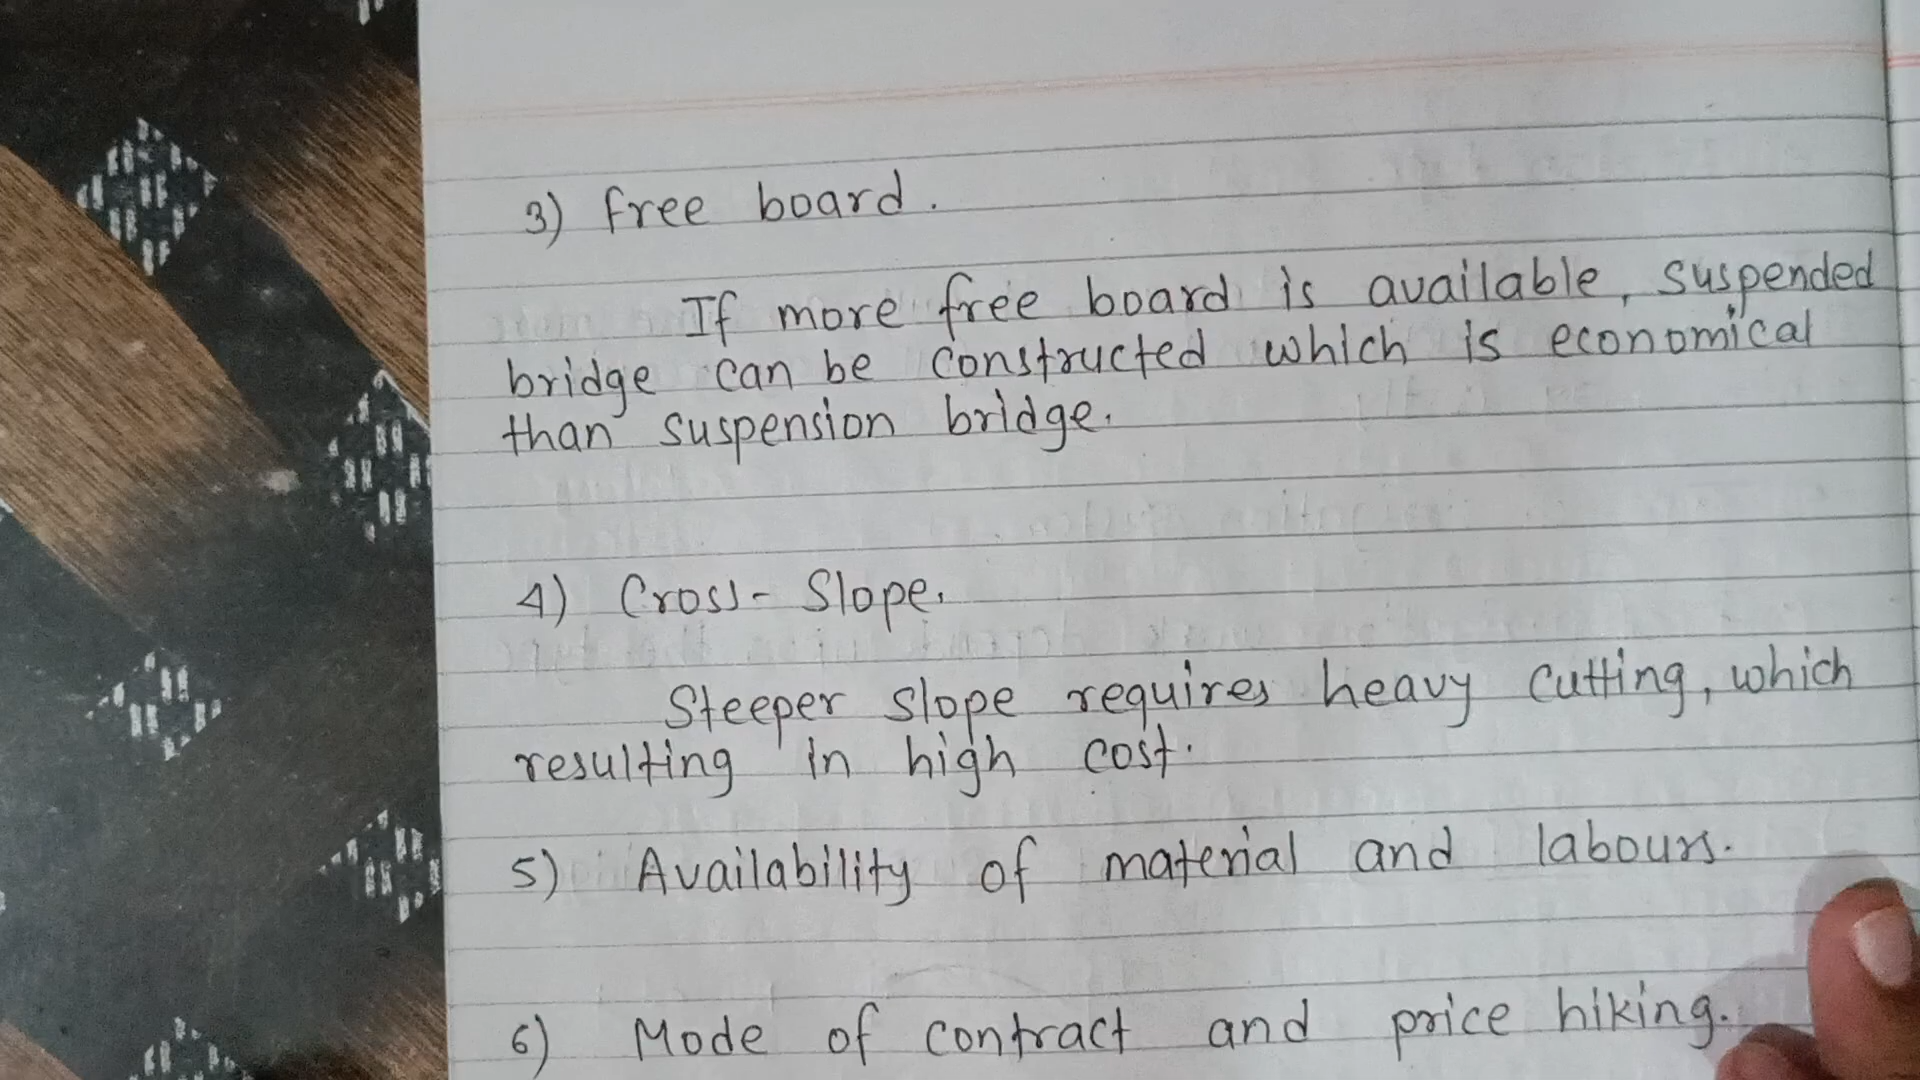 3) free board.
If more free board is available, suspended
bridge can be constructed which is economical
than suspension bridge.
4) Cross- Slope.
Steeper slope requires heavy cutting, which
resulting in high cost.
5) Availability of material and labours.
6) Mode of contract and price hiking.